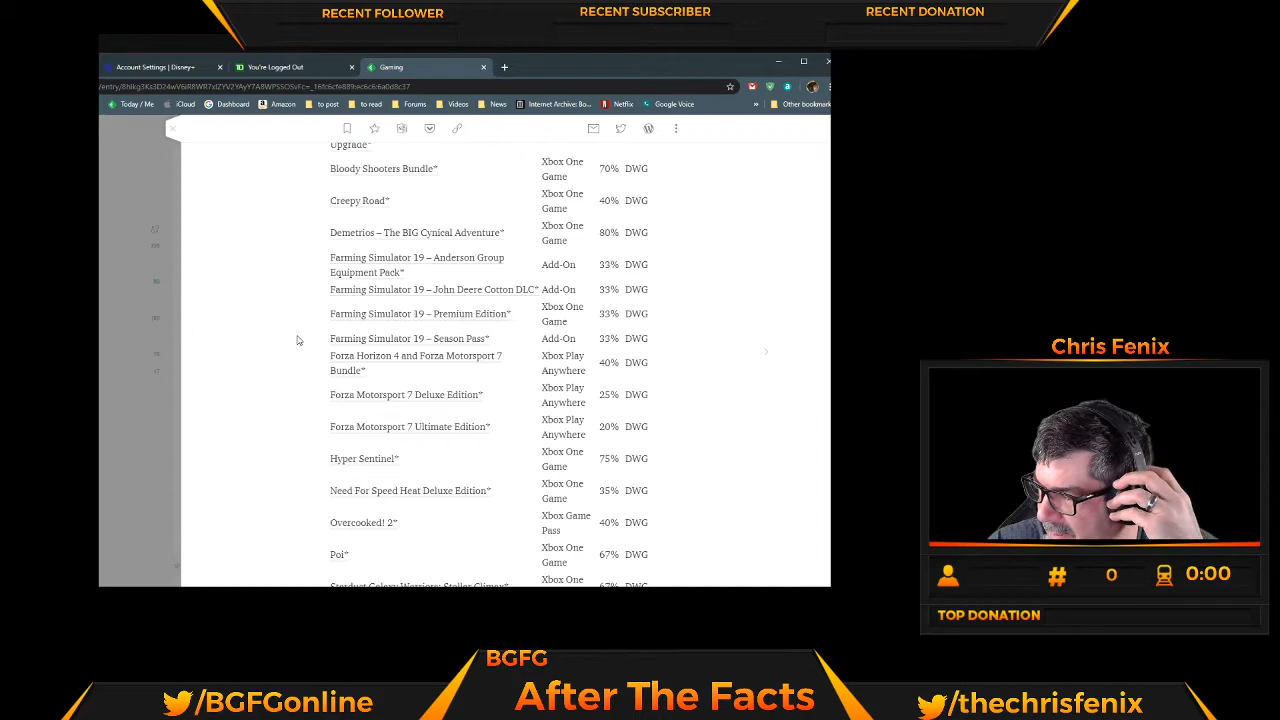 RECENT FOLLOWER
RECENT SUBSCRIBER
RECENT DONATION
Account Settings | Disney+
You're Logged Out
Gaming
Today / Me
iCloud
Dashboard
Amazon
to post
to read
Forums
Videos
News
Internet Archive: Bo...
Netflix
Google Voice
»
Other bookmark
Upgrade*
Bloody Shooters Bundle* Xbox One Game 70% DWG
Creepy Road* Xbox One Game 40% DWG
Demetrios – The BIG Cynical Adventure* Xbox One Game 80% DWG
Farming Simulator 19 – Anderson Group Equipment Pack* Add-On 33% DWG
Farming Simulator 19 – John Deere Cotton DLC* Add-On 33% DWG
Farming Simulator 19 – Premium Edition* Xbox One Game 33% DWG
Farming Simulator 19 – Season Pass* Add-On 33% DWG
Forza Horizon 4 and Forza Motorsport 7 Bundle* Xbox Play Anywhere 40% DWG
Forza Motorsport 7 Deluxe Edition* Xbox Play Anywhere 25% DWG
Forza Motorsport 7 Ultimate Edition* Xbox Play Anywhere 20% DWG
Hyper Sentinel* Xbox One Game 75% DWG
Need For Speed Heat Deluxe Edition* Xbox One Game 35% DWG
Overcooked! 2* Xbox Game Pass 40% DWG
Poi* Xbox One Game 67% DWG
Stardust Galaxy Warriors: Stellar Climax* Xbox One 67% DWG
Chris Fenix
# 0 0:00
TOP DONATION
BGFG
After The Facts
/BGFGonline
/thechrisfenix